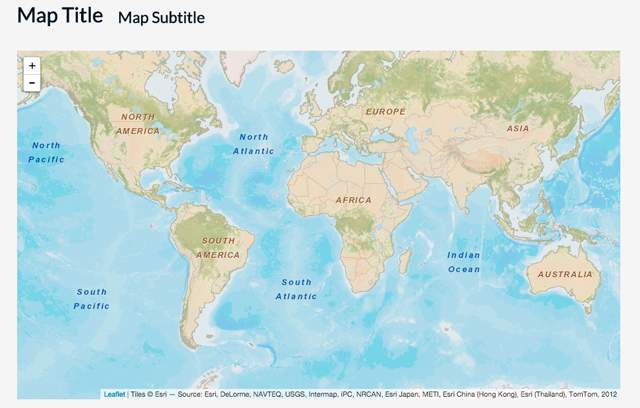 Map Title Map Subtitle
+
-
NORTH
AMERICA
EUROPE
ASIA
North
Pacific
North
Atlantic
AFRICA
SOUTH
AMERICA
Indian
Ocean
AUSTRALIA
South
Pacific
South
Atlantic
Leaflet | Tiles © Esri — Source: Esri, DeLorme, NAVTEQ, USGS, Intermap, iPC, NRCAN, Esri Japan, METI, Esri China (Hong Kong), Esri (Thailand), TomTom, 2012